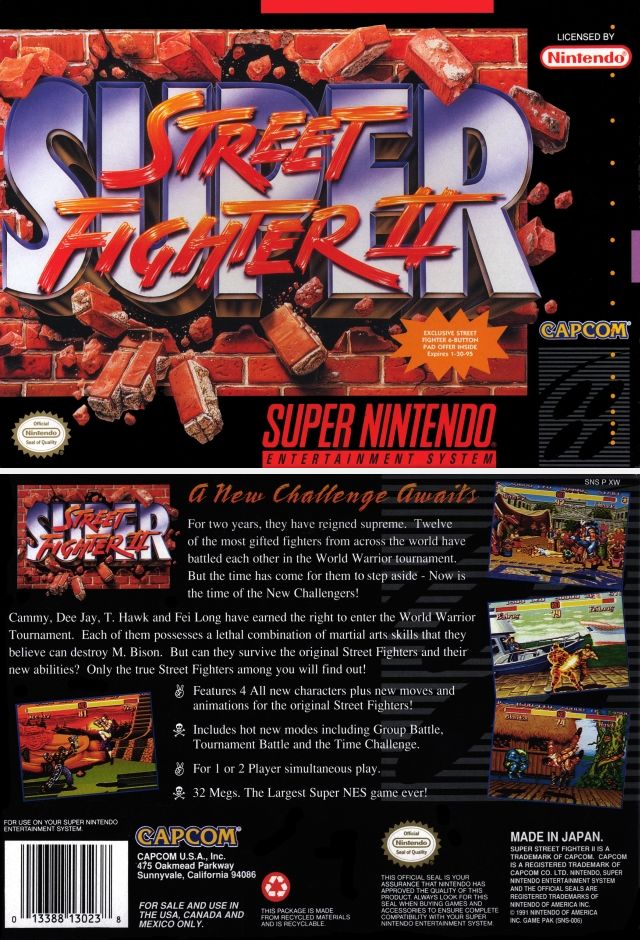 LICENSED BY
Nintendo®
SUPER
STREET
FIGHTER II
CAPCOM®
EXCLUSIVE STREET
FIGHTER 6-BUTTON
PAD OFFER INSIDE
Expires 1-30-95
Official
Nintendo
Seal of Quality
SUPER NINTENDO
ENTERTAINMENT SYSTEM
SNS P XW
A New Challenge Awaits
SUPER
STREET
FIGHTER II
For two years, they have reigned supreme. Twelve
of the most gifted fighters from across the world have
battled each other in the World Warrior tournament.
But the time has come for them to step aside - Now is
the time of the New Challengers!
Cammy, Dee Jay, T. Hawk and Fei Long have earned the right to enter the World Warrior
Tournament. Each of them possesses a lethal combination of martial arts skills that they
believe can destroy M. Bison. But can they survive the original Street Fighters and their
new abilities? Only the true Street Fighters among you will find out!
Features 4 All new characters plus new moves and
animations for the original Street Fighters!
Includes hot new modes including Group Battle,
Tournament Battle and the Time Challenge.
For 1 or 2 Player simultaneous play.
32 Megs. The Largest Super NES game ever!
FOR USE ON YOUR SUPER NINTENDO
ENTERTAINMENT SYSTEM.
0 13388 13023 8
CAPCOM®
CAPCOM U.S.A., Inc.
475 Oakmead Parkway
Sunnyvale, California 94086
FOR SALE AND USE IN
THE USA, CANADA AND
MEXICO ONLY.
THIS PACKAGE IS MADE
FROM RECYCLED MATERIALS
AND IS RECYCLABLE.
Official
Nintendo
Seal of Quality
THIS OFFICIAL SEAL IS YOUR
ASSURANCE THAT NINTENDO HAS
APPROVED THE QUALITY OF THIS
PRODUCT. ALWAYS LOOK FOR THIS
SEAL WHEN BUYING GAMES AND
ACCESSORIES TO ENSURE COMPLETE
COMPATIBILITY WITH YOUR SUPER
NINTENDO ENTERTAINMENT SYSTEM.
MADE IN JAPAN.
SUPER STREET FIGHTER II IS A
TRADEMARK OF CAPCOM. CAPCOM
IS A REGISTERED TRADEMARK OF
CAPCOM CO. LTD. NINTENDO, SUPER
NINTENDO ENTERTAINMENT SYSTEM
AND THE OFFICIAL SEALS ARE
REGISTERED TRADEMARKS OF
NINTENDO OF AMERICA INC.
© 1991 NINTENDO OF AMERICA
INC. GAME PAK (SNS-006)